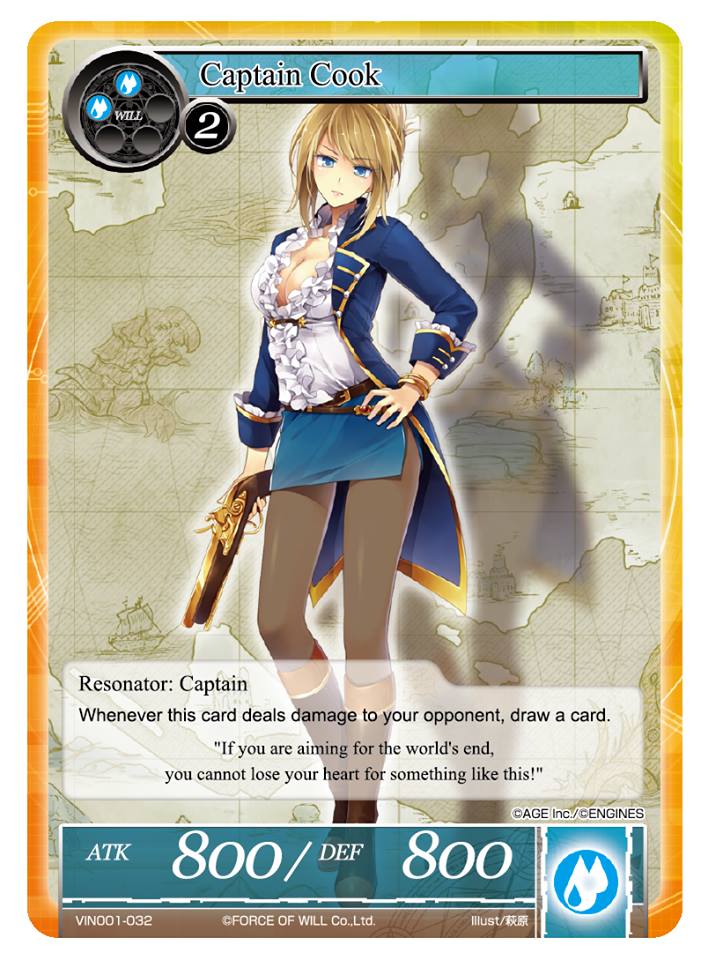 Captain Cook
WILL
2
Resonator: Captain
Whenever this card deals damage to your opponent, draw a card.
"If you are aiming for the world's end,
you cannot lose your heart for something like this!"
©AGE Inc./©ENGINES
ATK 800/ DEF 800
VIN001-032 ©FORCE OF WILL Co.,Ltd. Illust/萩原